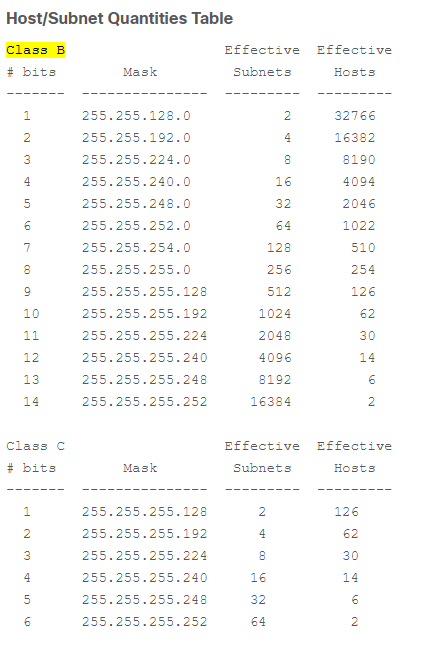 Host/Subnet Quantities Table
Class B                   Effective  Effective
# bits        Mask         Subnets     Hosts
-------  ---------------  ---------  ---------
  1      255.255.128.0           2     32766
  2      255.255.192.0           4     16382
  3      255.255.224.0           8      8190
  4      255.255.240.0          16      4094
  5      255.255.248.0          32      2046
  6      255.255.252.0          64      1022
  7      255.255.254.0         128       510
  8      255.255.255.0         256       254
  9      255.255.255.128       512       126
  10     255.255.255.192      1024        62
  11     255.255.255.224      2048        30
  12     255.255.255.240      4096        14
  13     255.255.255.248      8192         6
  14     255.255.255.252     16384         2
Class C                   Effective  Effective
# bits        Mask         Subnets     Hosts
-------  ---------------  ---------  ---------
  1      255.255.255.128      2        126
  2      255.255.255.192      4         62
  3      255.255.255.224      8         30
  4      255.255.255.240     16         14
  5      255.255.255.248     32          6
  6      255.255.255.252     64          2